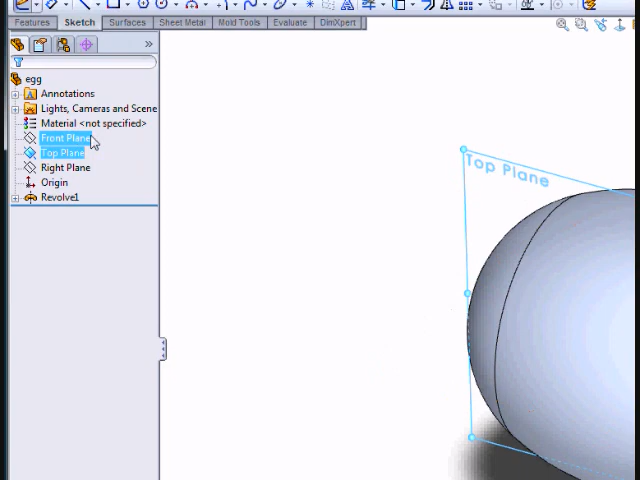 Features Sketch Surfaces Sheet Metal Mold Tools Evaluate DimXpert
egg
Annotations
Lights, Cameras and Scene
Material <not specified>
Front Plane
Top Plane
Right Plane
Origin
Revolve1
Top Plane